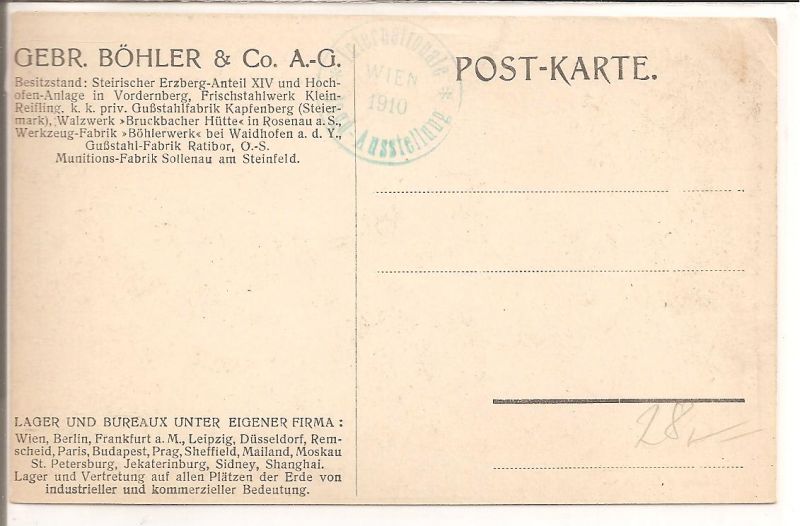 GEBR. BÖHLER & Co. A.-G.
Besitzstand: Steirischer Erzberg-Anteil XIV und Hoch-
ofen-Anlage in Vordernberg, Frischstahlwerk Klein-
Reifling, k. k. priv. Gußstahlfabrik Kapfenberg (Steier-
mark), Walzwerk »Bruckbacher Hütte« in Rosenau a. S.,
Werkzeug-Fabrik »Böhlerwerk« bei Waidhofen a. d. Y.,
Gußstahl-Fabrik Ratibor, O.-S.
Munitions-Fabrik Sollenau am Steinfeld.
Internationale
WIEN
1910
Jagd-Ausstellung
POST-KARTE.
LAGER UND BUREAUX UNTER EIGENER FIRMA:
Wien, Berlin, Frankfurt a. M., Leipzig, Düsseldorf, Rem-
scheid, Paris, Budapest, Prag, Sheffield, Mailand, Moskau
St. Petersburg, Jekaterinburg, Sidney, Shanghai.
Lager und Vertretung auf allen Plätzen der Erde von
industrieller und kommerzieller Bedeutung.
28,—